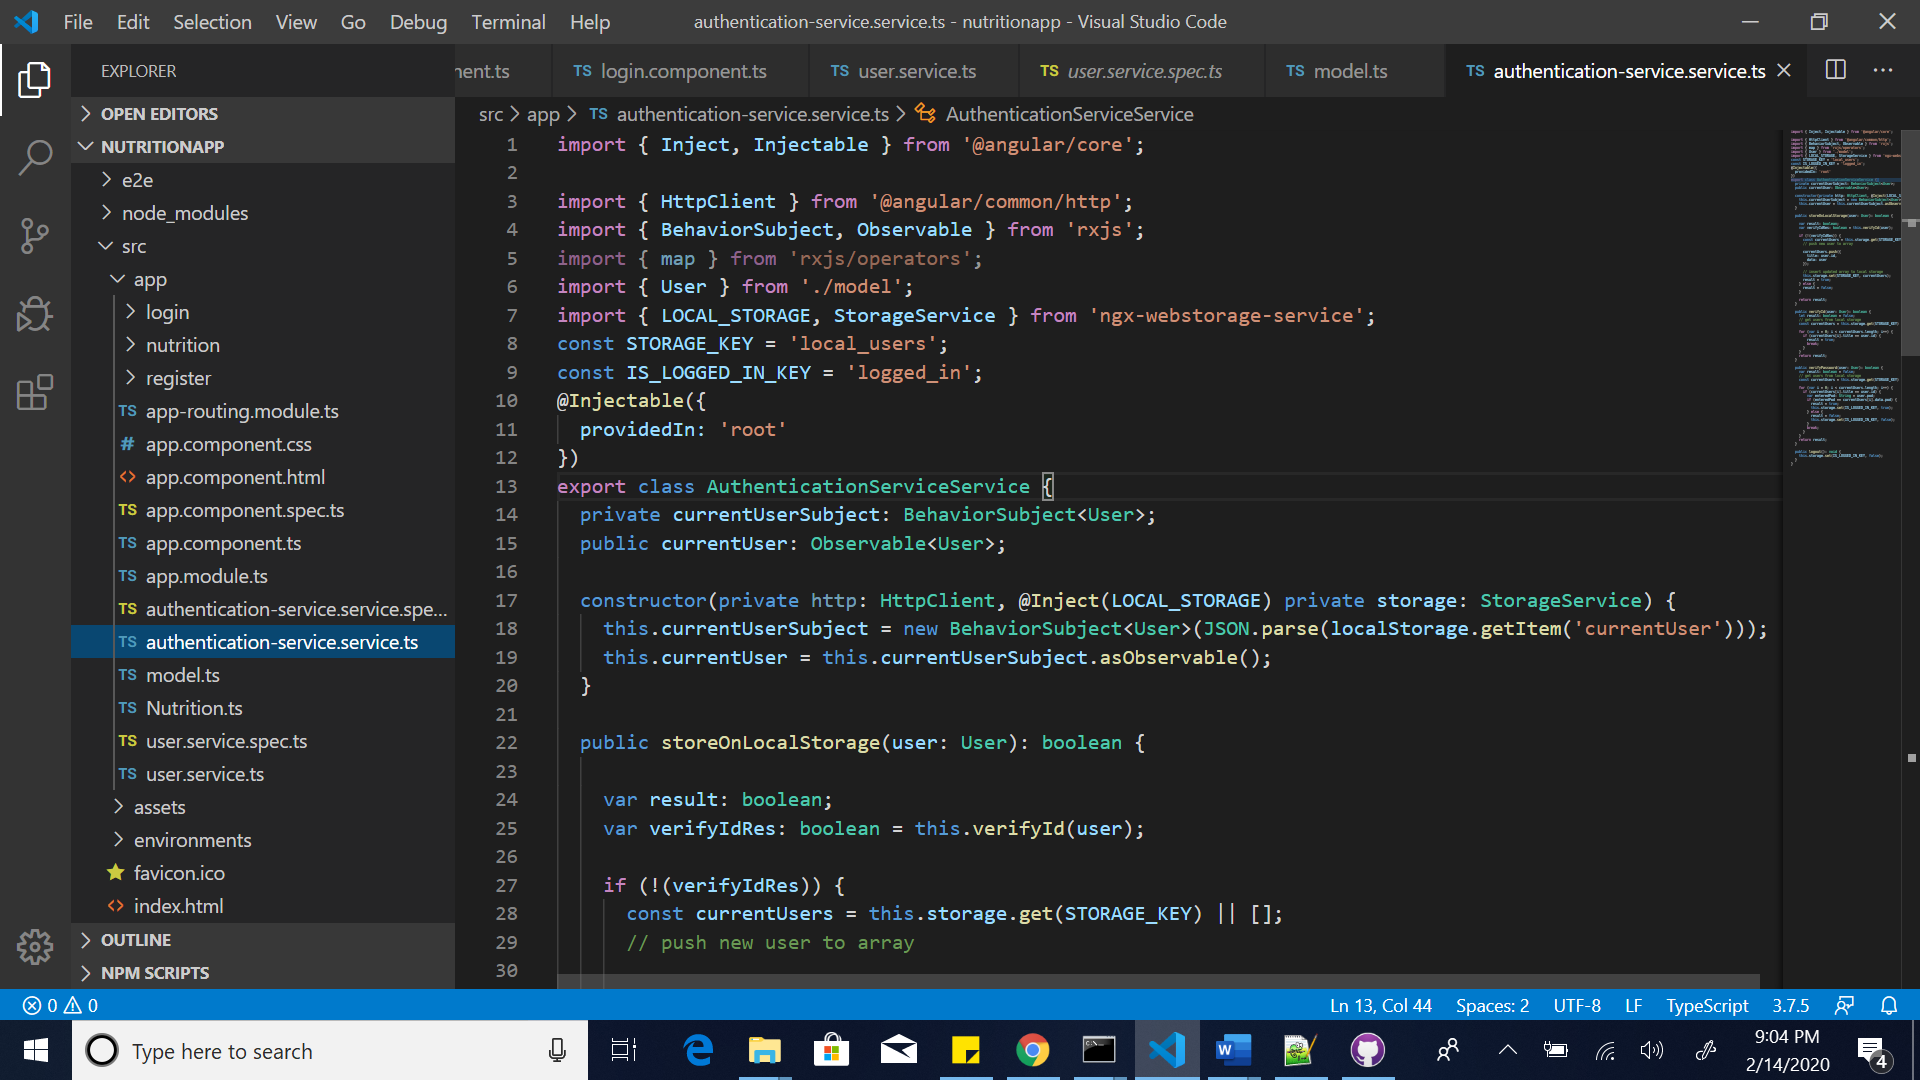 File Edit Selection View Go Debug Terminal Help authentication-service.service.ts - nutritionapp - Visual Studio Code
EXPLORER
OPEN EDITORS
NUTRITIONAPP
e2e
node_modules
src
app
login
nutrition
register
TS app-routing.module.ts
# app.component.css
<> app.component.html
TS app.component.spec.ts
TS app.component.ts
TS app.module.ts
TS authentication-service.service.spe...
TS authentication-service.service.ts
TS model.ts
TS Nutrition.ts
TS user.service.spec.ts
TS user.service.ts
assets
environments
favicon.ico
<> index.html
OUTLINE
NPM SCRIPTS
nent.ts TS login.component.ts TS user.service.ts TS user.service.spec.ts TS model.ts TS authentication-service.service.ts
src > app > TS authentication-service.service.ts > AuthenticationServiceService
1 import { Inject, Injectable } from '@angular/core';
2
3 import { HttpClient } from '@angular/common/http';
4 import { BehaviorSubject, Observable } from 'rxjs';
5 import { map } from 'rxjs/operators';
6 import { User } from './model';
7 import { LOCAL_STORAGE, StorageService } from 'ngx-webstorage-service';
8 const STORAGE_KEY = 'local_users';
9 const IS_LOGGED_IN_KEY = 'logged_in';
10 @Injectable({
11 providedIn: 'root'
12 })
13 export class AuthenticationServiceService {
14 private currentUserSubject: BehaviorSubject<User>;
15 public currentUser: Observable<User>;
16
17 constructor(private http: HttpClient, @Inject(LOCAL_STORAGE) private storage: StorageService) {
18 this.currentUserSubject = new BehaviorSubject<User>(JSON.parse(localStorage.getItem('currentUser')));
19 this.currentUser = this.currentUserSubject.asObservable();
20 }
21
22 public storeOnLocalStorage(user: User): boolean {
23
24 var result: boolean;
25 var verifyIdRes: boolean = this.verifyId(user);
26
27 if (!(verifyIdRes)) {
28 const currentUsers = this.storage.get(STORAGE_KEY) || [];
29 // push new user to array
30
0 0 Ln 13, Col 44 Spaces: 2 UTF-8 LF TypeScript 3.7.5
Type here to search
9:04 PM
2/14/2020
4